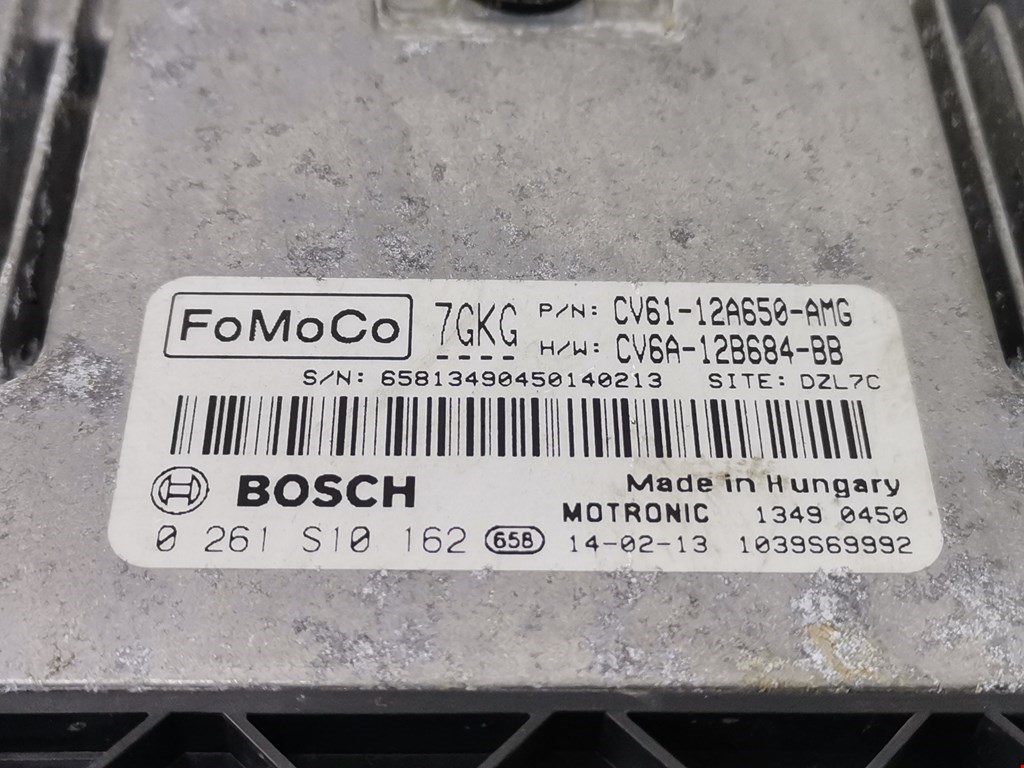 FoMoCo 7GKG P/N: CV61-12A650-AMG
H/W: CV6A-12B684-BB
S/N: 65813490450140213 SITE: DZL7C
BOSCH Made in Hungary
MOTRONIC 1349 0450
0 261 S10 162 658 14-02-13 1039S69992